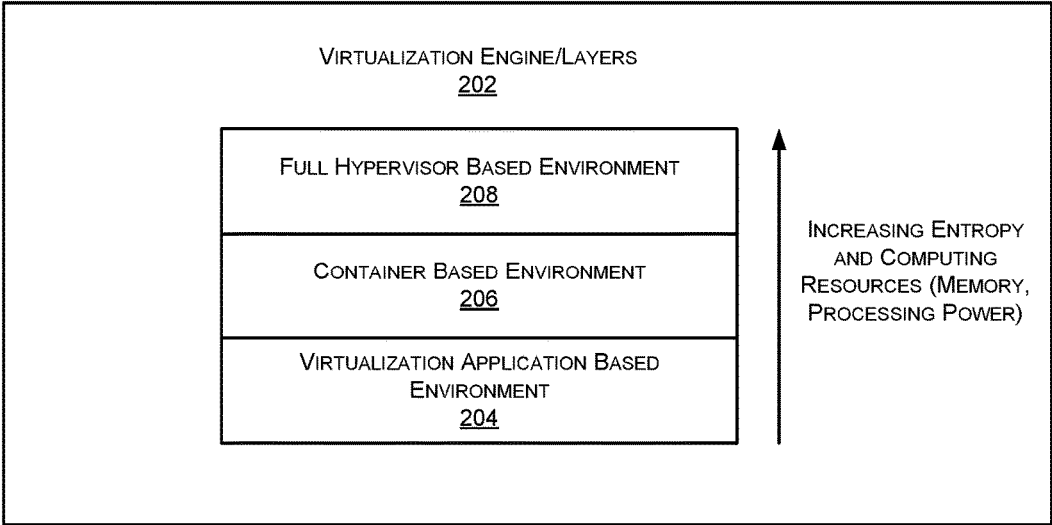 VIRTUALIZATION ENGINE/LAYERS
202
FULL HYPERVISOR BASED ENVIRONMENT
208
CONTAINER BASED ENVIRONMENT
206
VIRTUALIZATION APPLICATION BASED
ENVIRONMENT
204
INCREASING ENTROPY
AND COMPUTING
RESOURCES (MEMORY,
PROCESSING POWER)